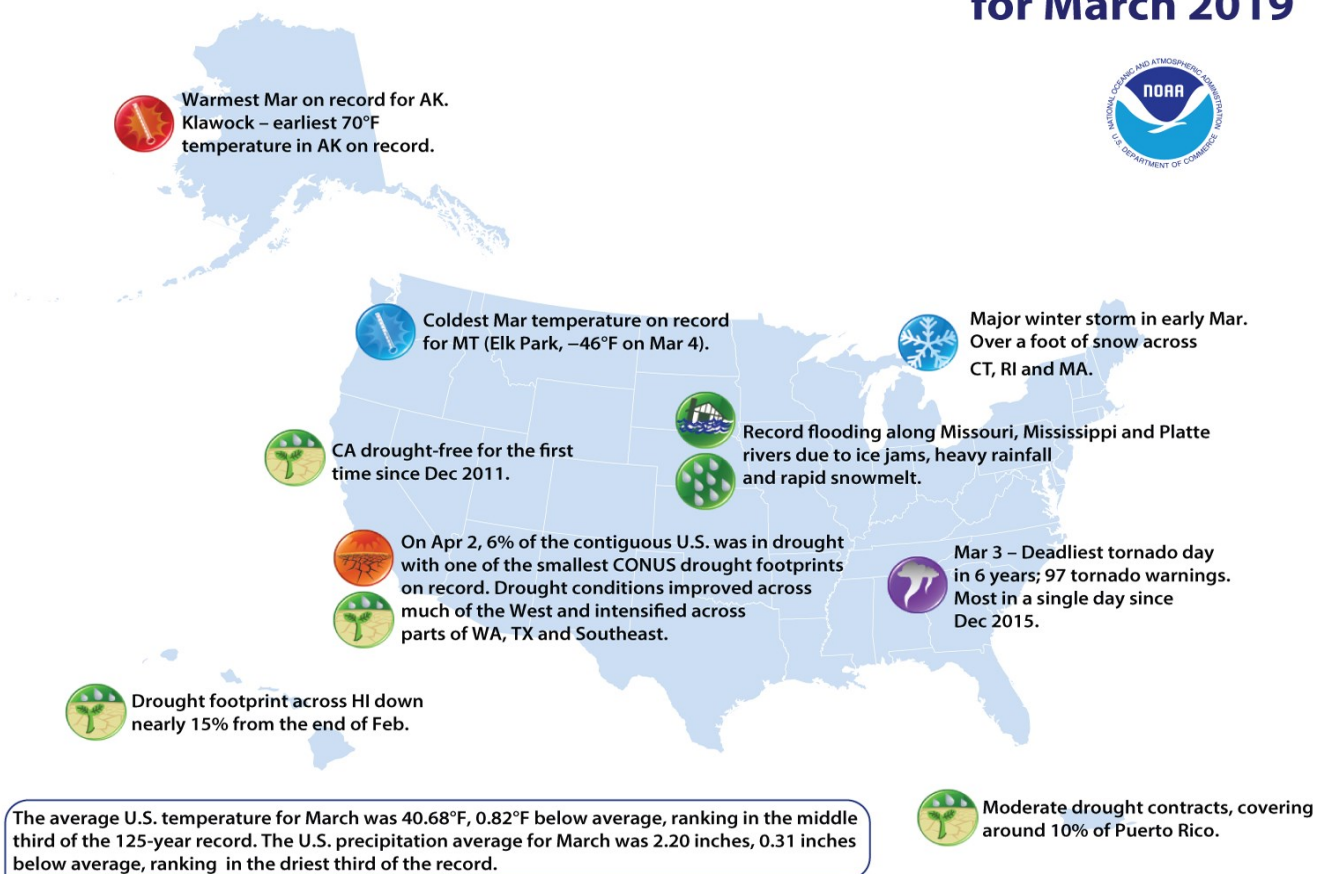 for March 2019
NATIONAL OCEANIC AND ATMOSPHERIC ADMINISTRATION
NOAA
U.S. DEPARTMENT OF COMMERCE
Warmest Mar on record for AK.
Klawock – earliest 70°F
temperature in AK on record.
Coldest Mar temperature on record
for MT (Elk Park, −46°F on Mar 4).
Major winter storm in early Mar.
Over a foot of snow across
CT, RI and MA.
CA drought-free for the first
time since Dec 2011.
Record flooding along Missouri, Mississippi and Platte
rivers due to ice jams, heavy rainfall
and rapid snowmelt.
On Apr 2, 6% of the contiguous U.S. was in drought
with one of the smallest CONUS drought footprints
on record. Drought conditions improved across
much of the West and intensified across
parts of WA, TX and Southeast.
Mar 3 – Deadliest tornado day
in 6 years; 97 tornado warnings.
Most in a single day since
Dec 2015.
Drought footprint across HI down
nearly 15% from the end of Feb.
The average U.S. temperature for March was 40.68°F, 0.82°F below average, ranking in the middle
third of the 125-year record. The U.S. precipitation average for March was 2.20 inches, 0.31 inches
below average, ranking in the driest third of the record.
Moderate drought contracts, covering
around 10% of Puerto Rico.